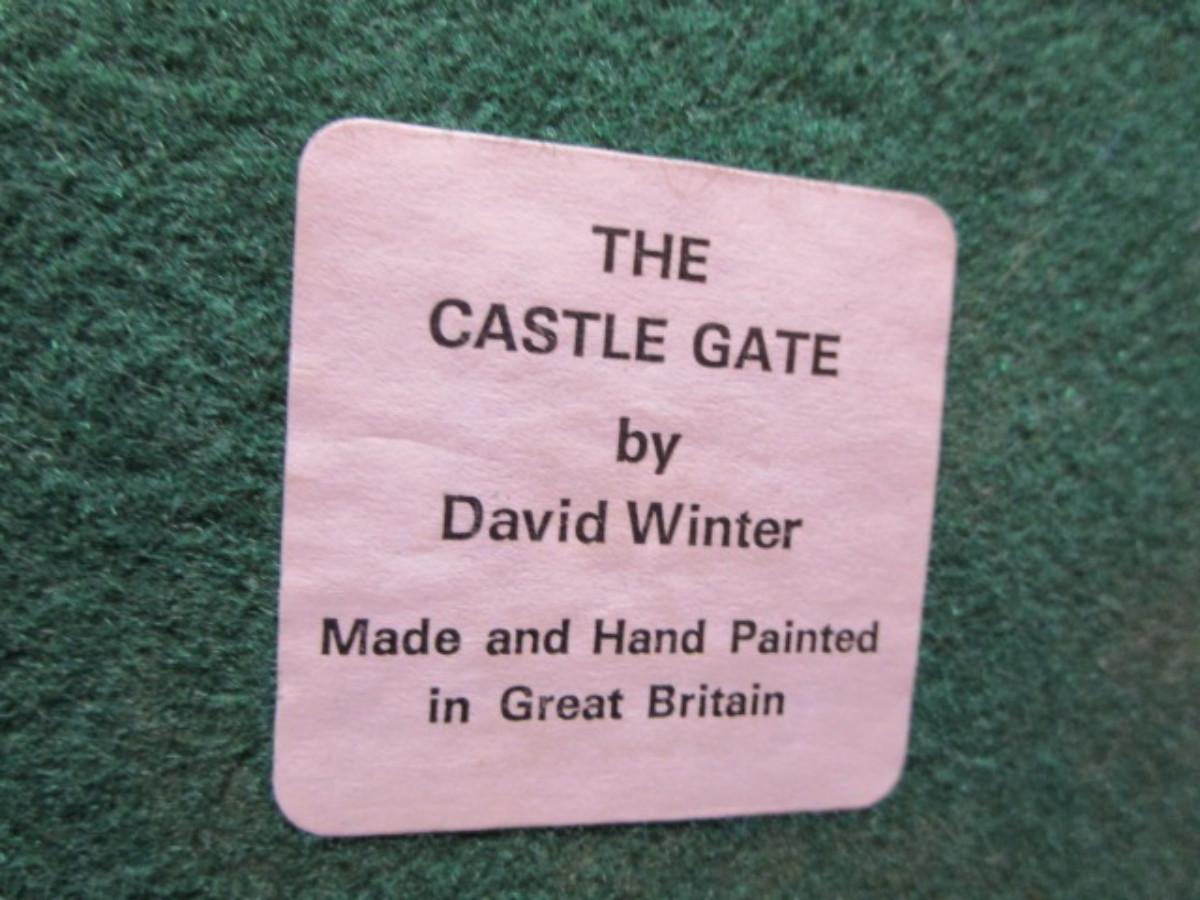 THE
CASTLE GATE
by
David Winter
Made and Hand Painted
in Great Britain